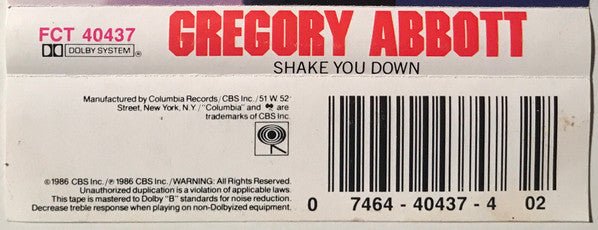 FCT 40437
DOLBY SYSTEM®
GREGORY ABBOTT
SHAKE YOU DOWN
Manufactured by Columbia Records/CBS Inc./51 W 52
Street, New York, N.Y./"Columbia" and are
trademarks of CBS Inc.
©1986 CBS Inc./℗ 1986 CBS Inc./WARNING: All Rights Reserved.
Unauthorized duplication is a violation of applicable laws.
This tape is mastered to Dolby "B" standards for noise reduction.
Decrease treble response when playing on non-Dolbyized equipment.
0 7464-40437-4 02